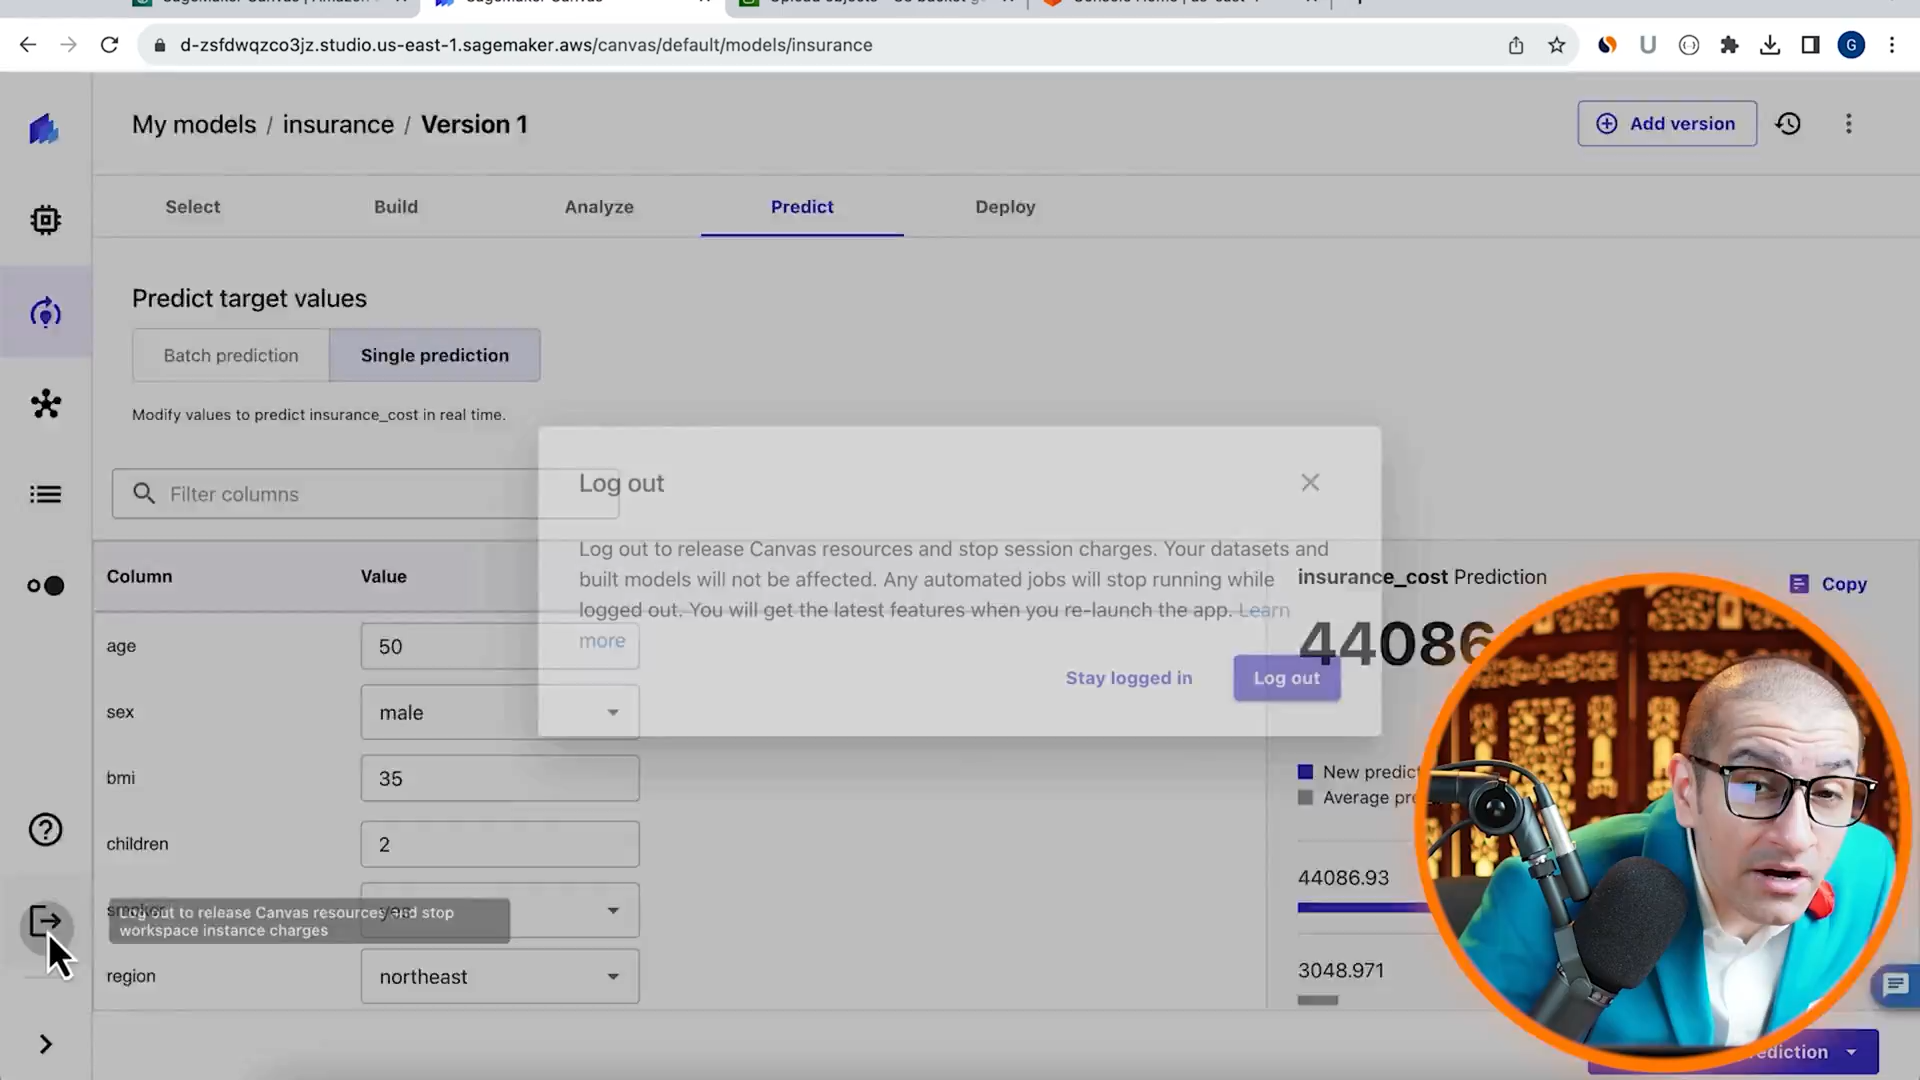 d-zsfdwqzco3jz.studio.us-east-1.sagemaker.aws/canvas/default/models/insurance
G
My models / insurance / Version 1
Add version
Select
Build
Analyze
Predict
Deploy
Predict target values
Batch prediction
Single prediction
Modify values to predict insurance_cost in real time.
Filter columns
Log out
Log out to release Canvas resources and stop session charges. Your datasets and
built models will not be affected. Any automated jobs will stop running while
logged out. You will get the latest features when you re-launch the app. Learn
more
Stay logged in
Log out
Column
Value
age
50
sex
male
bmi
35
children
2
smoker
yes
Log out to release Canvas resources and stop
workspace instance charges
region
northeast
insurance_cost Prediction
Copy
44086
New predic
Average pr
44086.93
3048.971
ediction